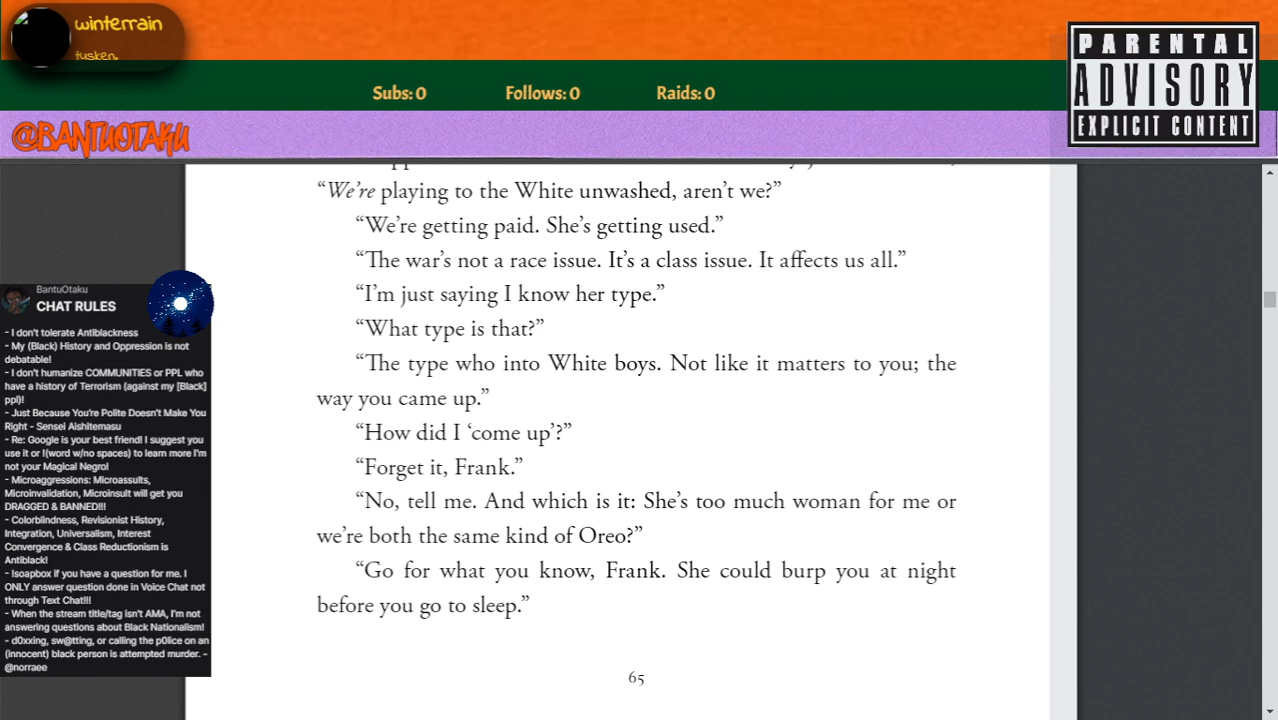 winterrain
tusken.
PARENTAL
ADVISORY
EXPLICIT CONTENT
Subs: 0
Follows: 0
Raids: 0
@BANTUOTAKU
“We’re playing to the White unwashed, aren’t we?”
“We’re getting paid. She’s getting used.”
“The war’s not a race issue. It’s a class issue. It affects us all.”
“I’m just saying I know her type.”
“What type is that?”
“The type who into White boys. Not like it matters to you; the
way you came up.”
“How did I ‘come up’?”
“Forget it, Frank.”
“No, tell me. And which is it: She’s too much woman for me or
we’re both the same kind of Oreo?”
“Go for what you know, Frank. She could burp you at night
before you go to sleep.”
65
BantuOtaku
CHAT RULES
- I don't tolerate Antiblackness
- My (Black) History and Oppression is not
debatable!
- I don't humanize COMMUNITIES or PPL who
have a history of Terrorism (against my [Black]
ppl)!
- Just Because You're Polite Doesn't Make You
Right - Sensei Aishitemasu
- Re: Google is your best friend! I suggest you
use it or !(word w/no spaces) to learn more I'm
not your Magical Negro!
- Microaggressions: Microassults,
Microinvalidation, Microinsult will get you
DRAGGED & BANNED!!!
- Colorblindness, Revisionist History,
Integration, Universalism, Interest
Convergence & Class Reductionism is
Antiblack!
- !soapbox if you have a question for me. I
ONLY answer question done in Voice Chat not
through Text Chat!!!
- When the stream title/tag isn't AMA, I'm not
answering questions about Black Nationalism!
- d0xxing, sw@tting, or calling the p0lice on an
(innocent) black person is attempted murder. -
@norraee